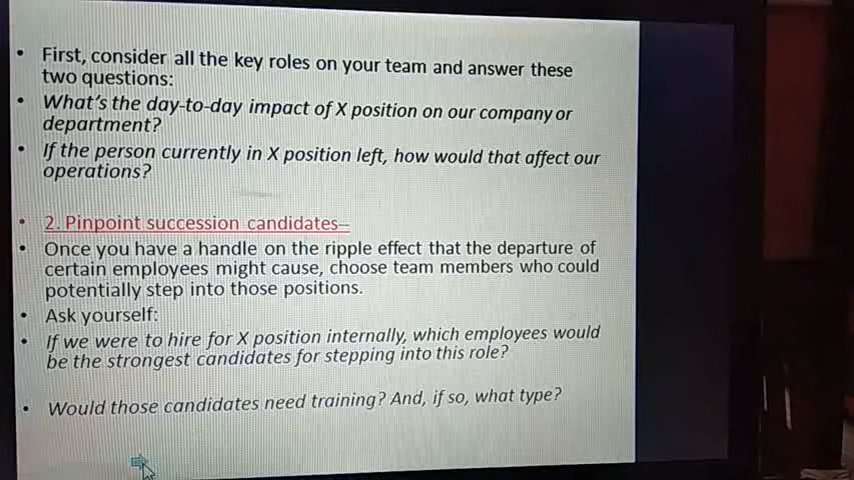 • First, consider all the key roles on your team and answer these
two questions:
• What's the day-to-day impact of X position on our company or
department?
• If the person currently in X position left, how would that affect our
operations?
• 2. Pinpoint succession candidates–
• Once you have a handle on the ripple effect that the departure of
certain employees might cause, choose team members who could
potentially step into those positions.
• Ask yourself:
• If we were to hire for X position internally, which employees would
be the strongest candidates for stepping into this role?
• Would those candidates need training? And, if so, what type?